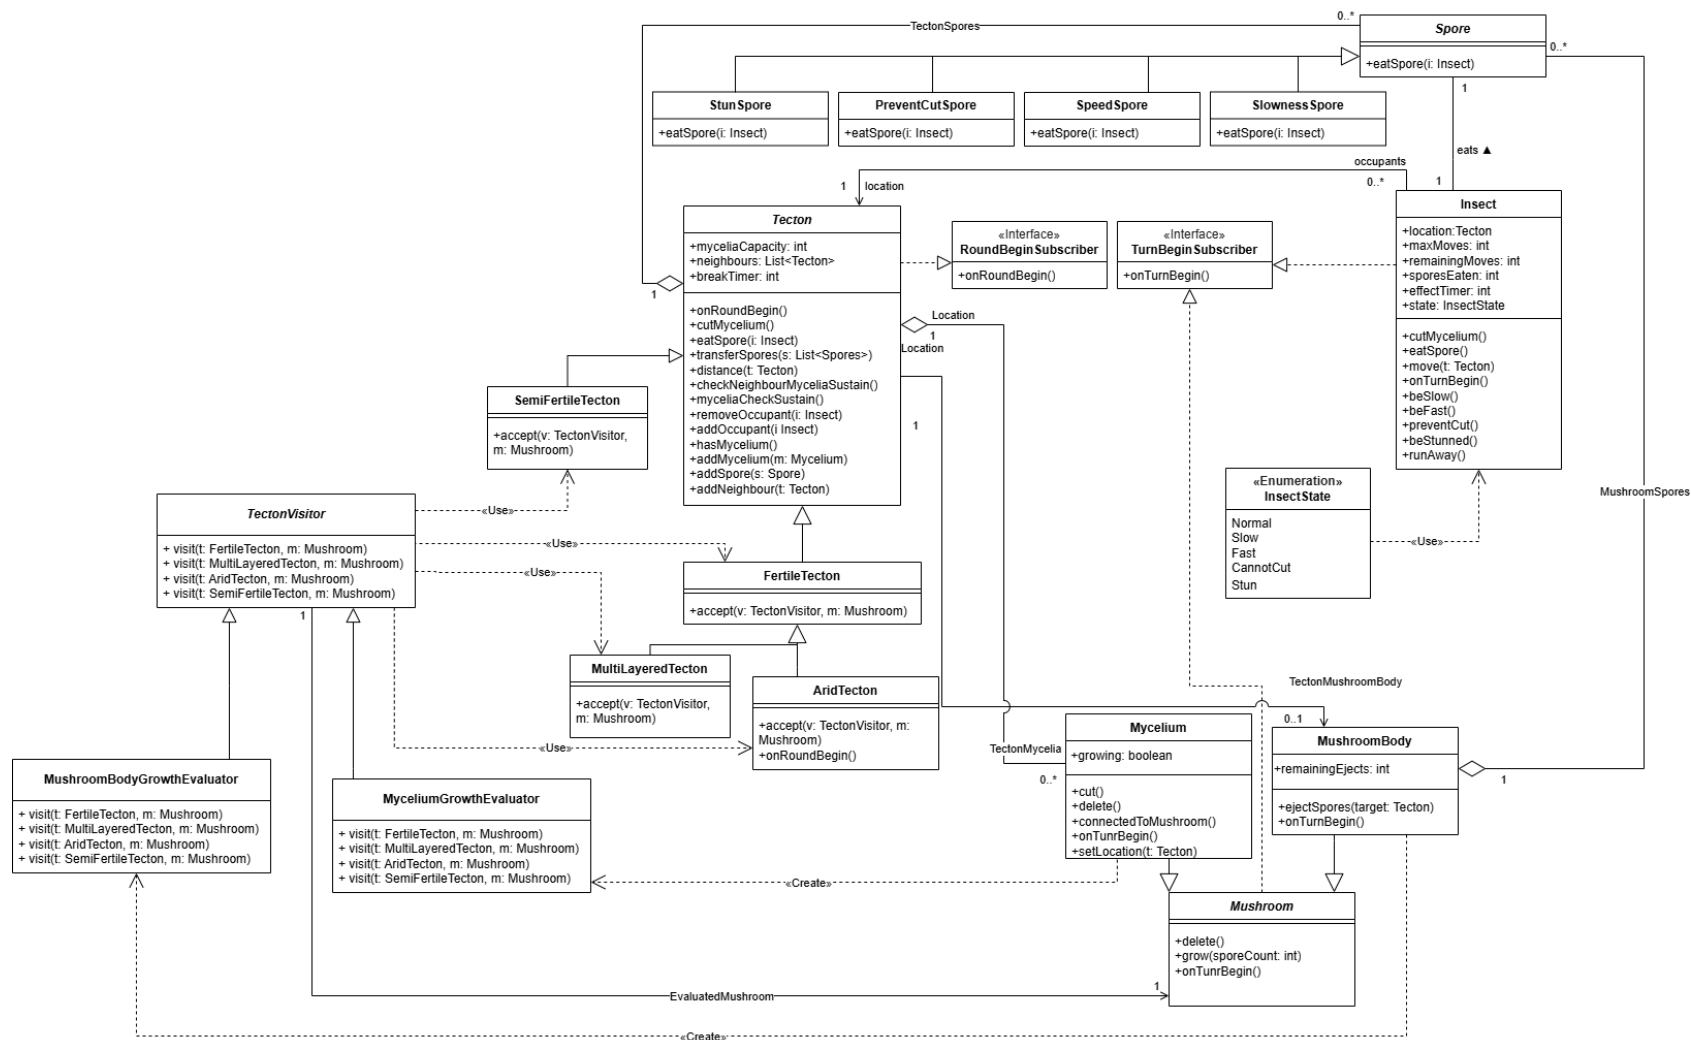 TectonSpores
0..*
Spore
+eatSpore(i: Insect)
0..*
1
StunSpore
+eatSpore(i: Insect)
PreventCutSpore
+eatSpore(i: Insect)
SpeedSpore
+eatSpore(i: Insect)
SlownessSpore
+eatSpore(i: Insect)
eats ▲
occupants
0..*
1
1
location
Tecton
+myceliaCapacity: int
+neighbours: List<Tecton>
+breakTimer: int
+onRoundBegin()
+cutMycelium()
+eatSpore(i: Insect)
+transferSpores(s: List<Spores>)
+distance(t: Tecton)
+checkNeighbourMyceliaSustain()
+myceliaCheckSustain()
+removeOccupant(i: Insect)
+addOccupant(i Insect)
+hasMycelium()
+addMycelium(m: Mycelium)
+addSpore(s: Spore)
+addNeighbour(t: Tecton)
1
«Interface»
RoundBeginSubscriber
+onRoundBegin()
«Interface»
TurnBeginSubscriber
+onTurnBegin()
Insect
+location:Tecton
+maxMoves: int
+remainingMoves: int
+sporesEaten: int
+effectTimer: int
+state: InsectState
+cutMycelium()
+eatSpore()
+move(t: Tecton)
+onTurnBegin()
+beSlow()
+beFast()
+preventCut()
+beStunned()
+runAway()
Location
1
Location
1
SemiFertileTecton
+accept(v: TectonVisitor,
m: Mushroom)
«Enumeration»
InsectState
Normal
Slow
Fast
CannotCut
Stun
«Use»
MushroomSpores
TectonVisitor
+ visit(t: FertileTecton, m: Mushroom)
+ visit(t: MultiLayeredTecton, m: Mushroom)
+ visit(t: AridTecton, m: Mushroom)
+ visit(t: SemiFertileTecton, m: Mushroom)
«Use»
«Use»
«Use»
«Use»
1
FertileTecton
+accept(v: TectonVisitor, m: Mushroom)
MultiLayeredTecton
+accept(v: TectonVisitor,
m: Mushroom)
AridTecton
+accept(v: TectonVisitor, m:
Mushroom)
+onRoundBegin()
TectonMushroomBody
0..1
TectonMycelia
0..*
Mycelium
+growing: boolean
+cut()
+delete()
+connectedToMushroom()
+onTunrBegin()
+setLocation(t: Tecton)
MushroomBody
+remainingEjects: int
+ejectSpores(target: Tecton)
+onTurnBegin()
1
MushroomBodyGrowthEvaluator
+ visit(t: FertileTecton, m: Mushroom)
+ visit(t: MultiLayeredTecton, m: Mushroom)
+ visit(t: AridTecton, m: Mushroom)
+ visit(t: SemiFertileTecton, m: Mushroom)
MyceliumGrowthEvaluator
+ visit(t: FertileTecton, m: Mushroom)
+ visit(t: MultiLayeredTecton, m: Mushroom)
+ visit(t: AridTecton, m: Mushroom)
+ visit(t: SemiFertileTecton, m: Mushroom)
«Create»
Mushroom
+delete()
+grow(sporeCount: int)
+onTunrBegin()
EvaluatedMushroom
1
«Create»